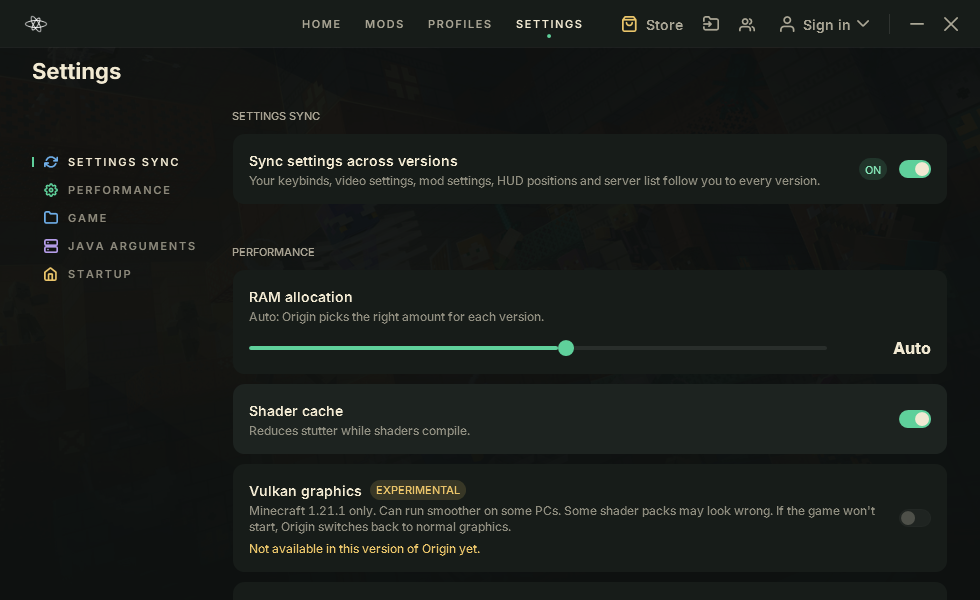 HOME MODS PROFILES SETTINGS Store Sign in
Settings
SETTINGS SYNC
PERFORMANCE
GAME
JAVA ARGUMENTS
STARTUP
SETTINGS SYNC
Sync settings across versions
Your keybinds, video settings, mod settings, HUD positions and server list follow you to every version.
ON
PERFORMANCE
RAM allocation
Auto: Origin picks the right amount for each version.
Auto
Shader cache
Reduces stutter while shaders compile.
Vulkan graphics EXPERIMENTAL
Minecraft 1.21.1 only. Can run smoother on some PCs. Some shader packs may look wrong. If the game won't
start, Origin switches back to normal graphics.
Not available in this version of Origin yet.